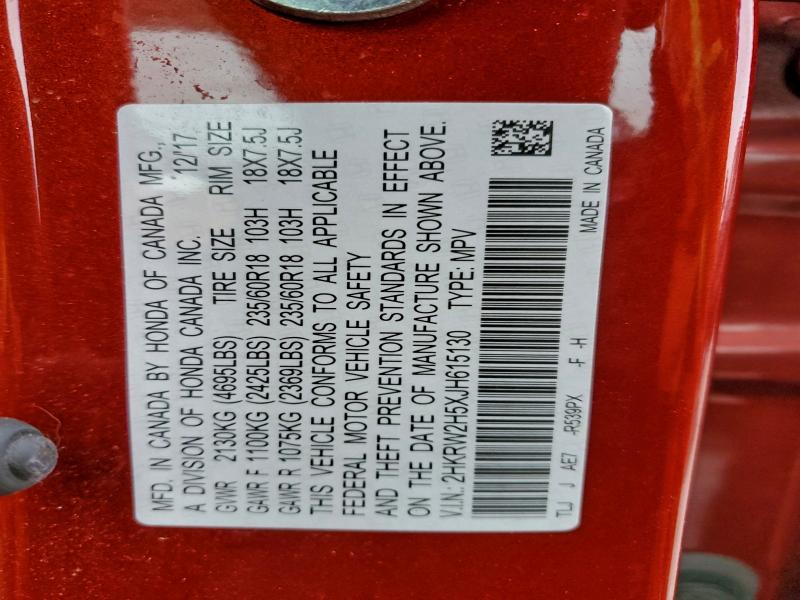 MFD. IN CANADA BY HONDA OF CANADA MFG.,
A DIVISION OF HONDA CANADA INC. 12/17
GVWR 2130KG (4695LBS) TIRE SIZE RIM SIZE
GAWR F 1100KG (2425LBS) 235/60R18 103H 18X7.5J
GAWR R 1075KG (2369LBS) 235/60R18 103H 18X7.5J
THIS VEHICLE CONFORMS TO ALL APPLICABLE
FEDERAL MOTOR VEHICLE SAFETY
AND THEFT PREVENTION STANDARDS IN EFFECT
ON THE DATE OF MANUFACTURE SHOWN ABOVE.
V.I.N.: 2HKRW2H5XJH615130 TYPE: MPV
TLJ J AE7 -R539PX -F -H
MADE IN CANADA